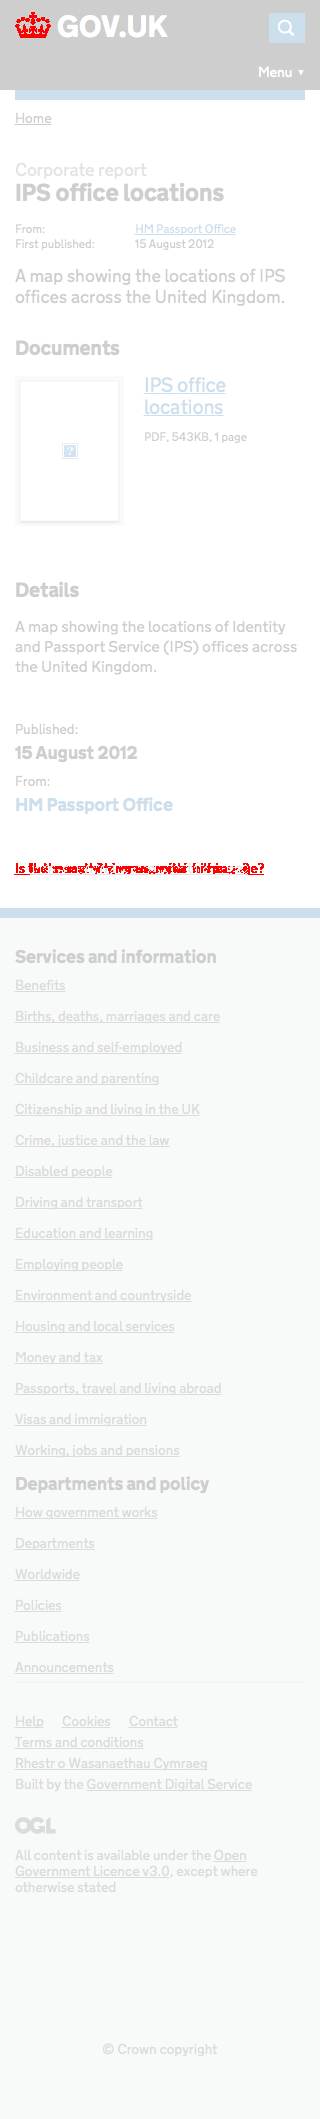 GOV.UK
Menu ▼
Home
Corporate report
IPS office locations
From: HM Passport Office
First published: 15 August 2012
A map showing the locations of IPS
offices across the United Kingdom.
Documents
IPS office
locations
PDF, 543KB, 1 page
Details
A map showing the locations of Identity
and Passport Service (IPS) offices across
the United Kingdom.
Published:
15 August 2012
From:
HM Passport Office
Is
Services and information
Benefits
Births, deaths, marriages and care
Business and self-employed
Childcare and parenting
Citizenship and living in the UK
Crime, justice and the law
Disabled people
Driving and transport
Education and learning
Employing people
Environment and countryside
Housing and local services
Money and tax
Passports, travel and living abroad
Visas and immigration
Working, jobs and pensions
Departments and policy
How government works
Departments
Worldwide
Policies
Publications
Announcements
Help Cookies Contact
Terms and conditions
Rhestr o Wasanaethau Cymraeg
Built by the Government Digital Service
OGL
All content is available under the Open
Government Licence v3.0, except where
otherwise stated
© Crown copyright